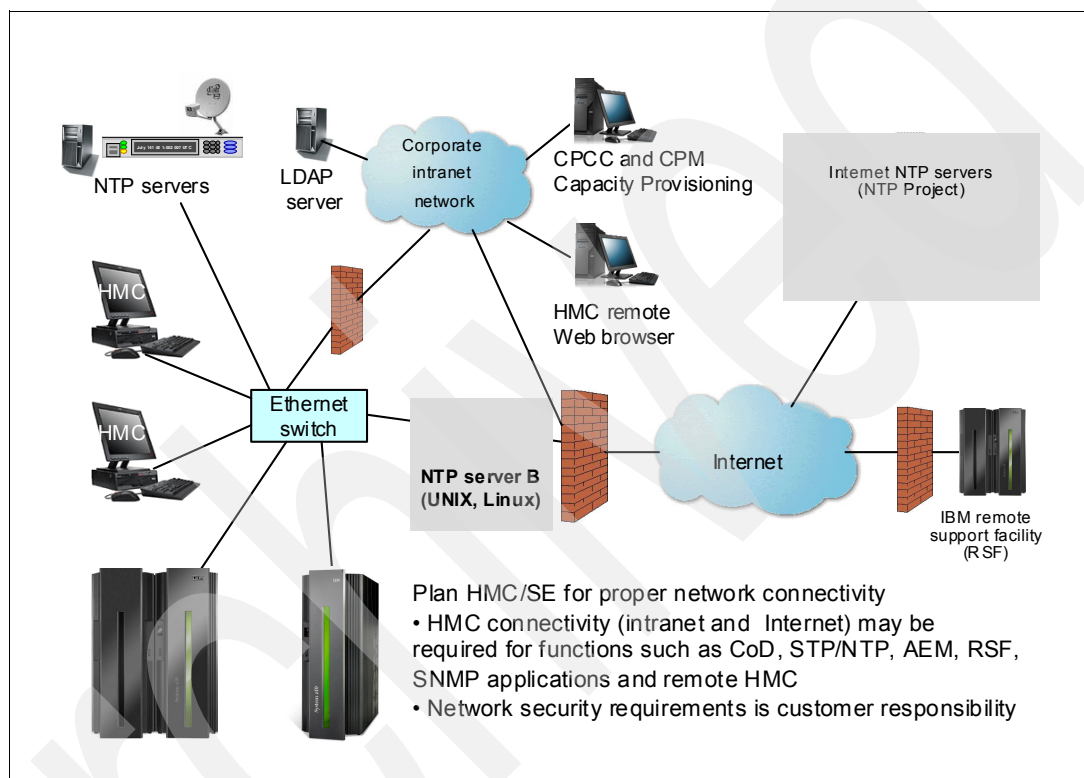 NTP servers
LDAP
server
Corporate
intranet
network
CPCC and CPM
Capacity Provisioning
Internet NTP servers
(NTP Project)
HMC
HMC remote
Web browser
Ethernet
switch
HMC
NTP server B
(UNIX, Linux)
Internet
IBM remote
support facility
(RSF)
Plan HMC/SE for proper network connectivity
• HMC connectivity (intranet and Internet) may be
required for functions such as CoD, STP/NTP, AEM, RSF,
SNMP applications and remote HMC
• Network security requirements is customer responsibility